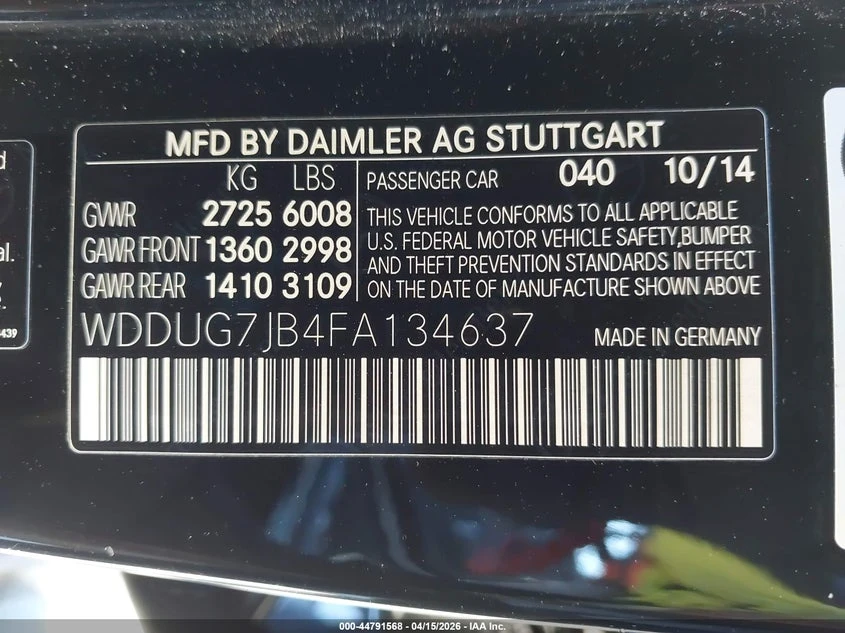 MFD BY DAIMLER AG STUTTGART
KG LBS
GVWR 2725 6008
GAWR FRONT 1360 2998
GAWR REAR 1410 3109
PASSENGER CAR 040 10/14
THIS VEHICLE CONFORMS TO ALL APPLICABLE
U.S. FEDERAL MOTOR VEHICLE SAFETY,BUMPER
AND THEFT PREVENTION STANDARDS IN EFFECT
ON THE DATE OF MANUFACTURE SHOWN ABOVE
WDDUG7JB4FA134637 MADE IN GERMANY
000-44791568 - 04/15/2026 - IAA Inc.